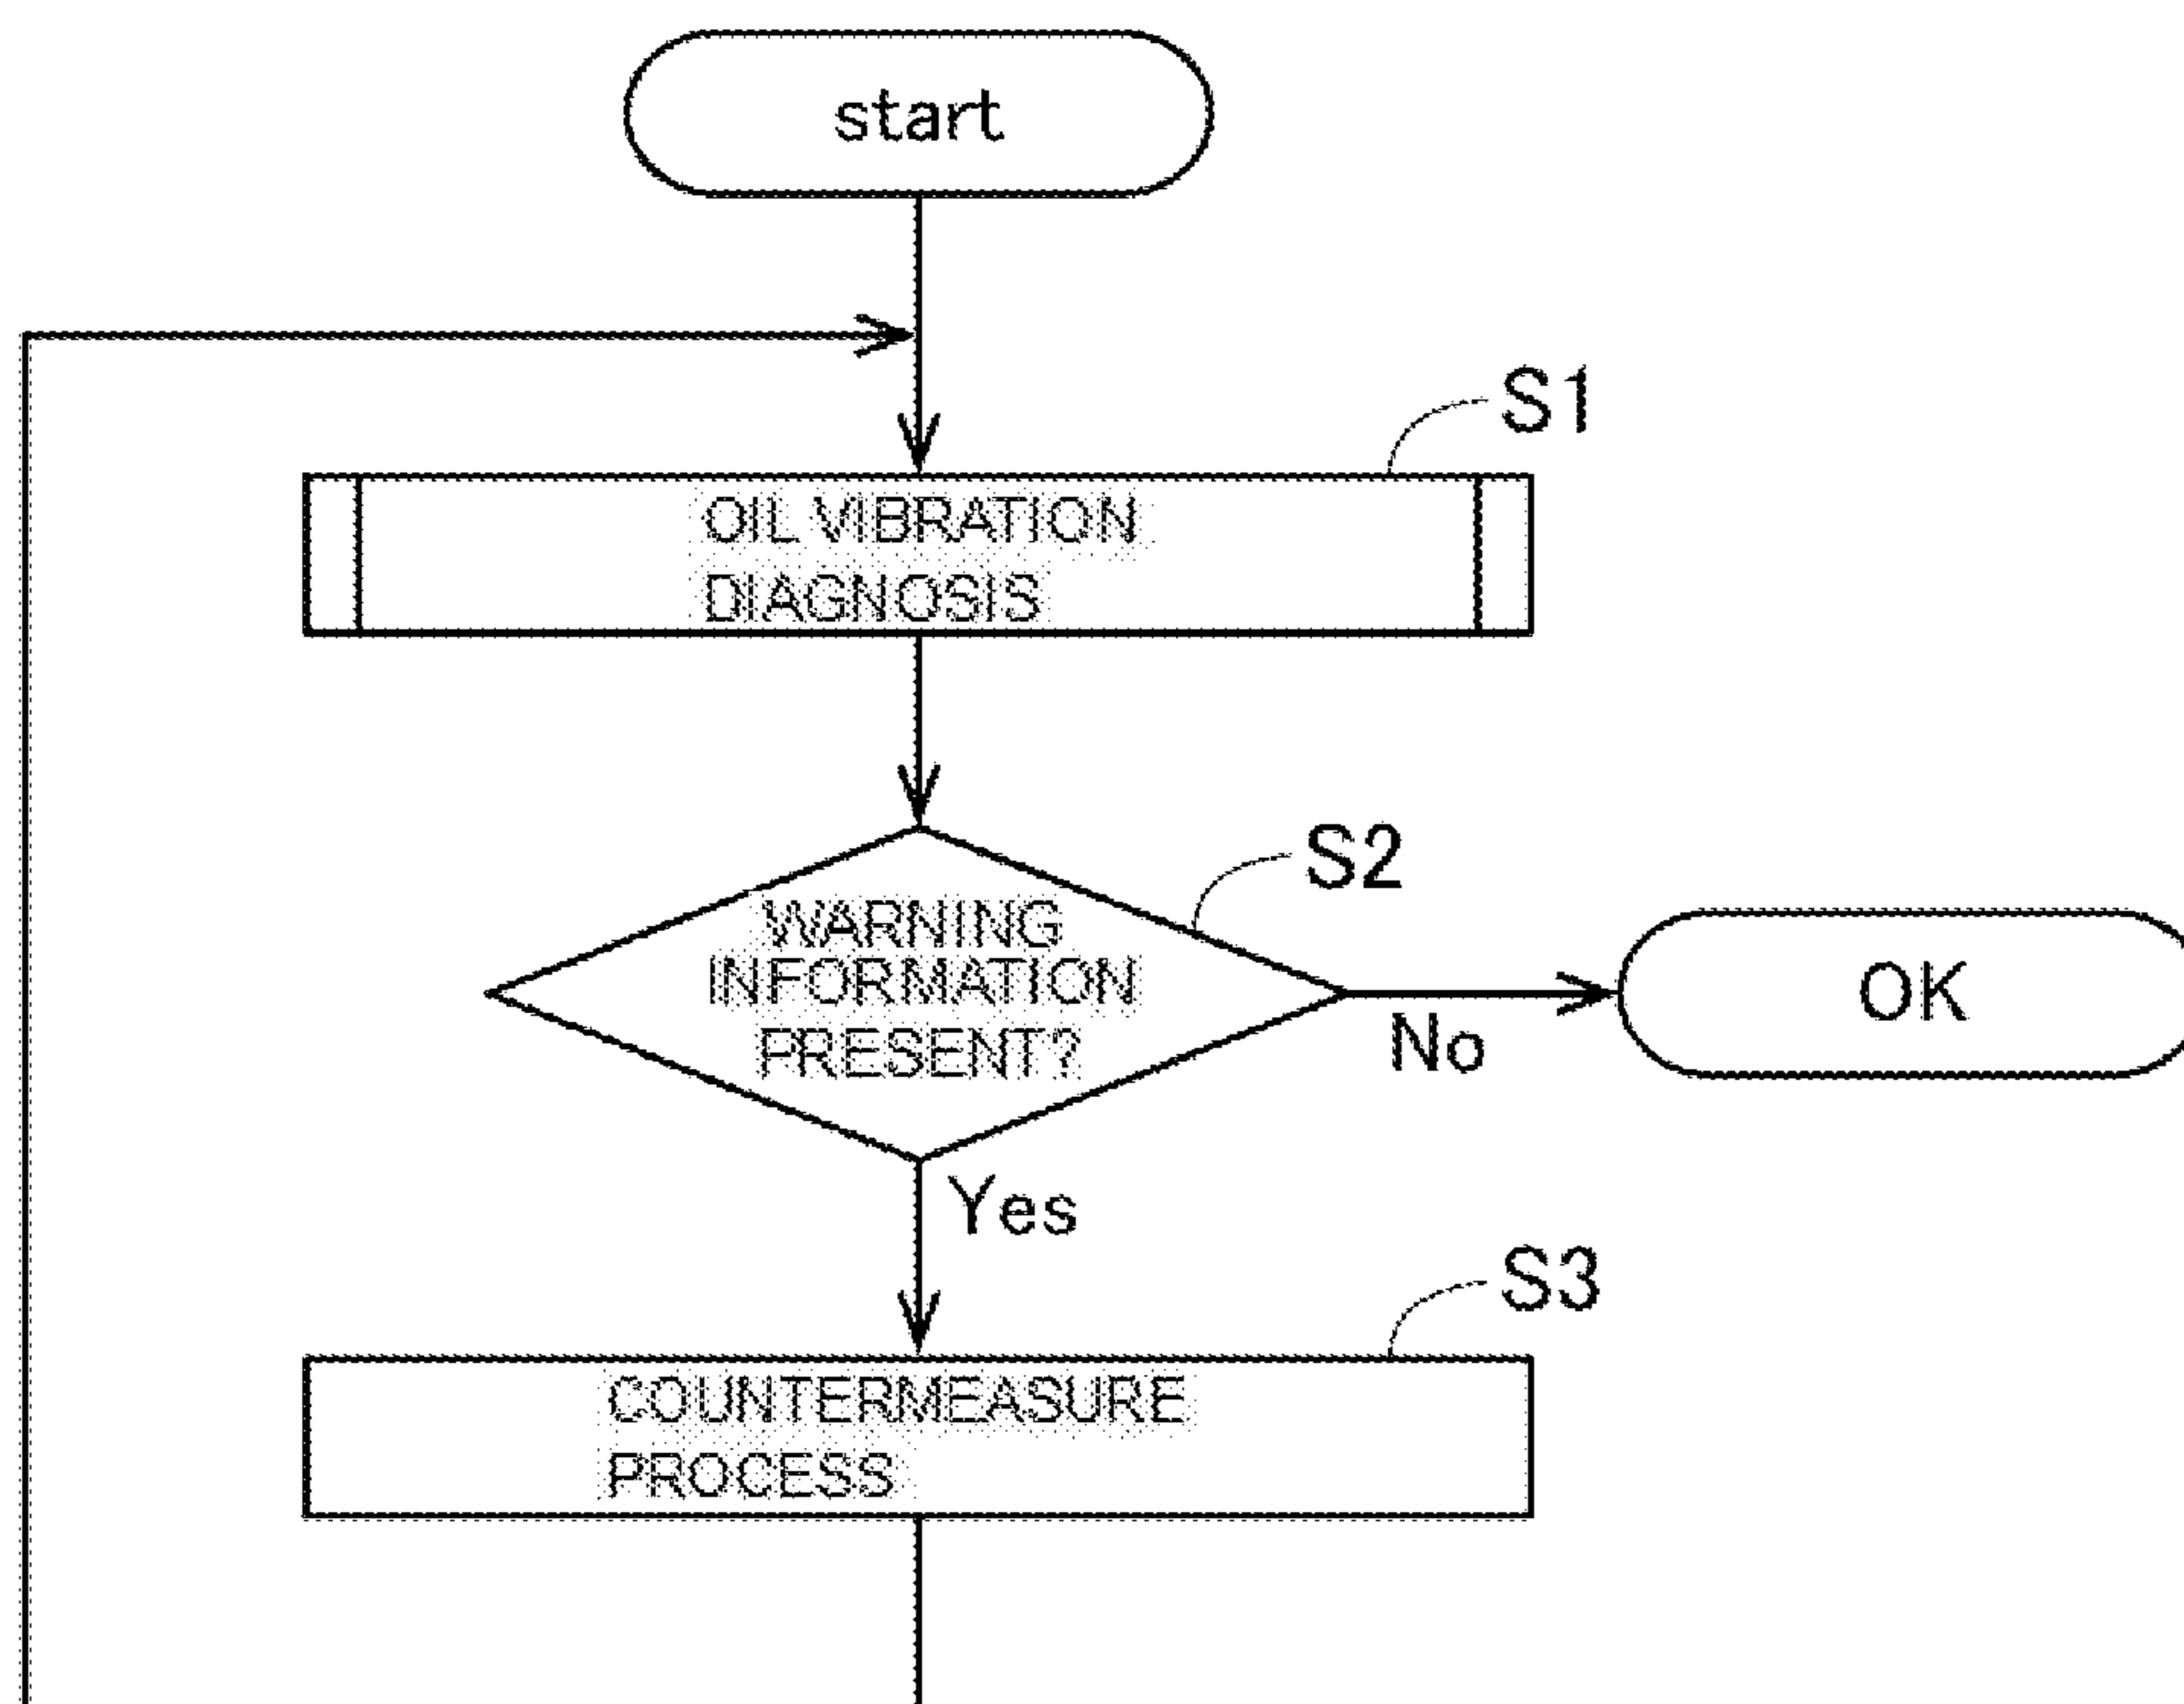 start
S1
OIL VIBRATION
DIAGNOSIS
S2
WARNING
INFORMATION
PRESENT?
OK
No
Yes
S3
COUNTERMEASURE
PROCESS